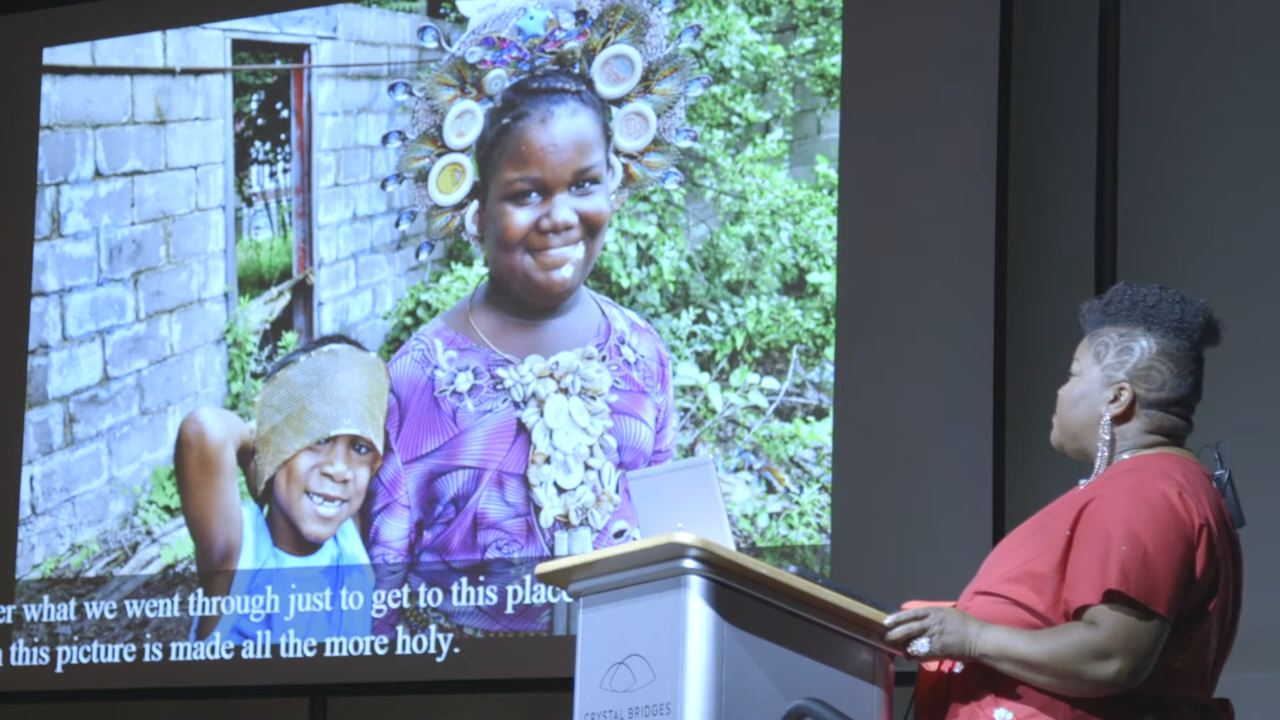 what we went through just to get to this place
this picture is made all the more holy.
CRYSTAL BRIDGES